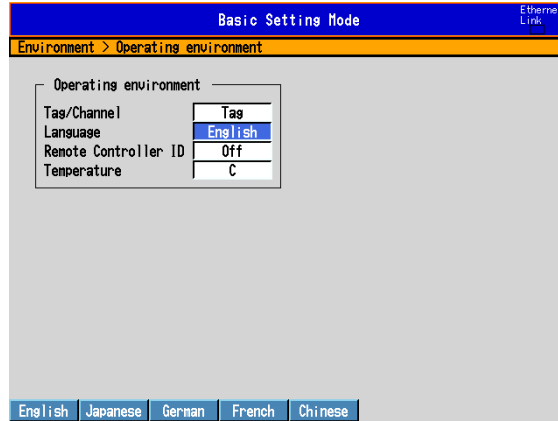 Basic Setting Mode
Etherne
Link
Environment > Operating environment
Operating environment
Tag/Channel Tag
Language English
Remote Controller ID Off
Temperature C
English Japanese German French Chinese